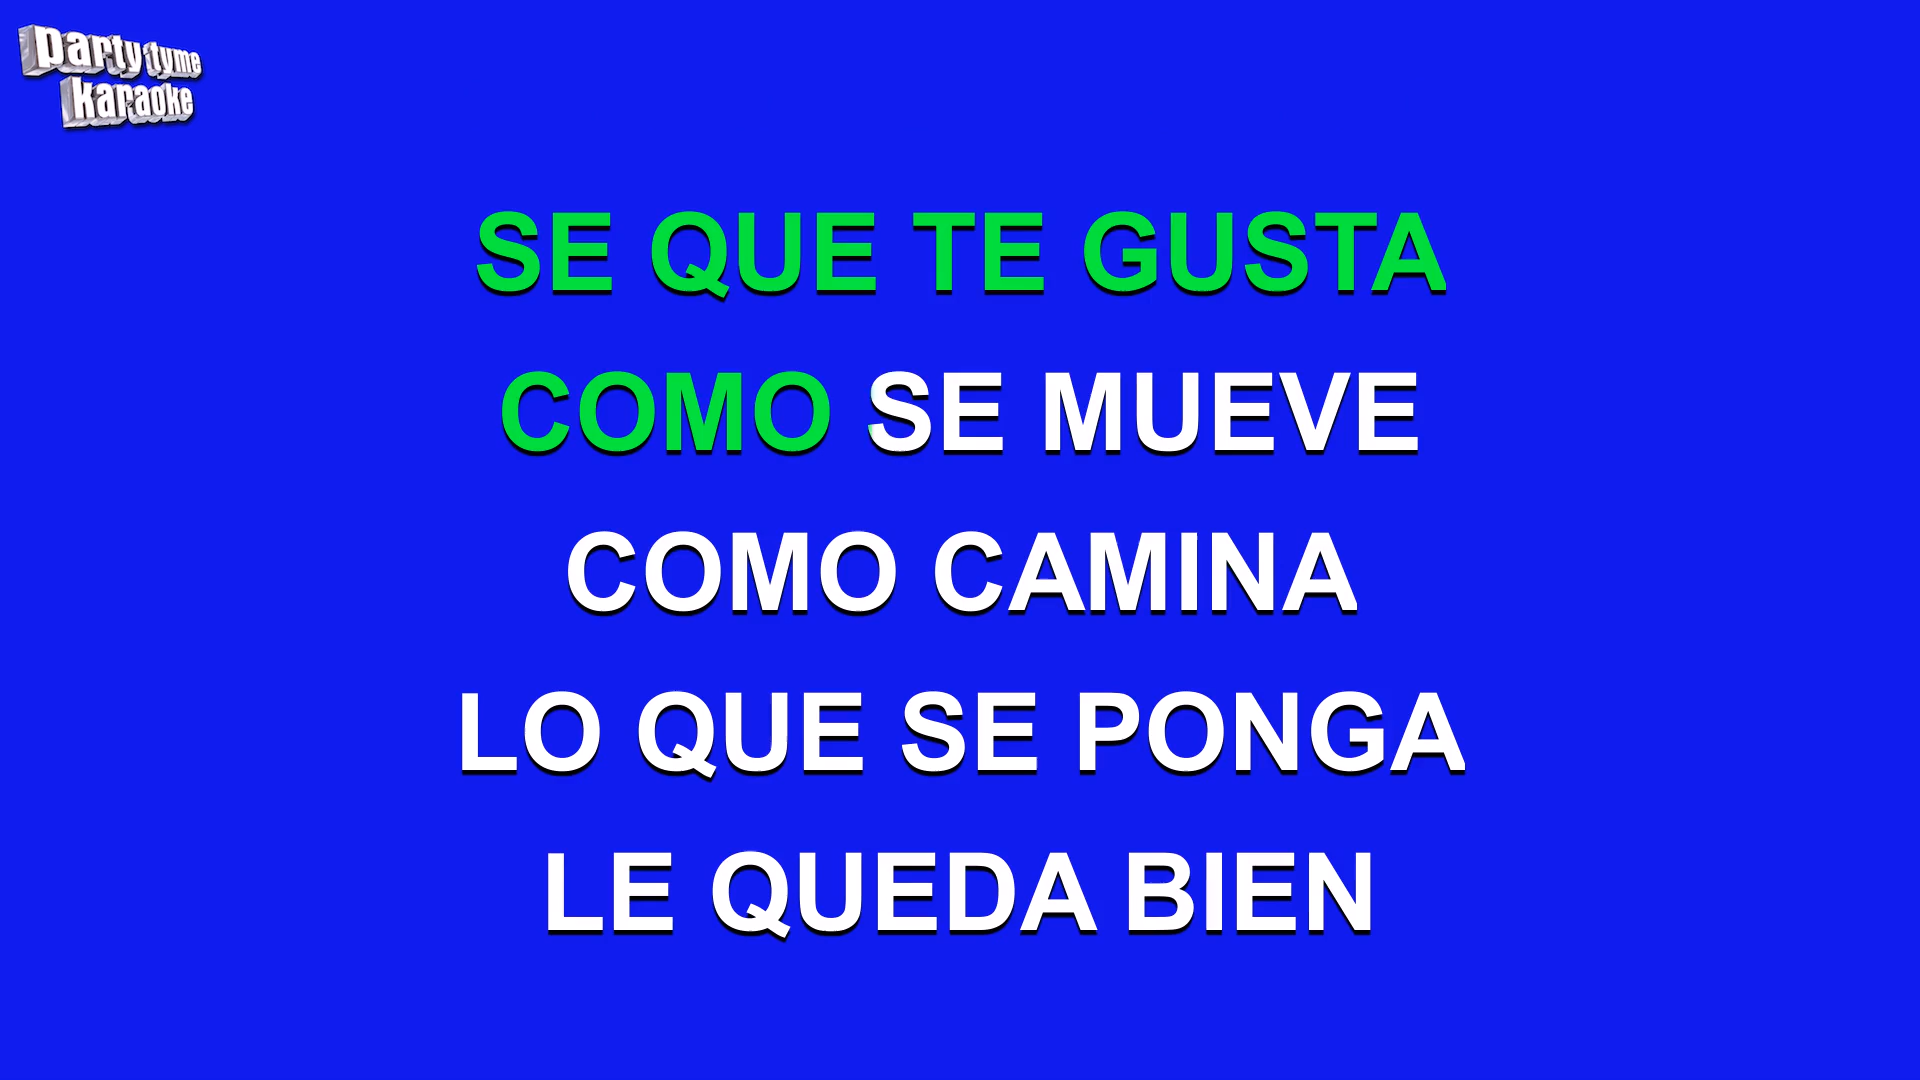 party tyme
karaoke
SE QUE TE GUSTA
COMO SE MUEVE
COMO CAMINA
LO QUE SE PONGA
LE QUEDA BIEN